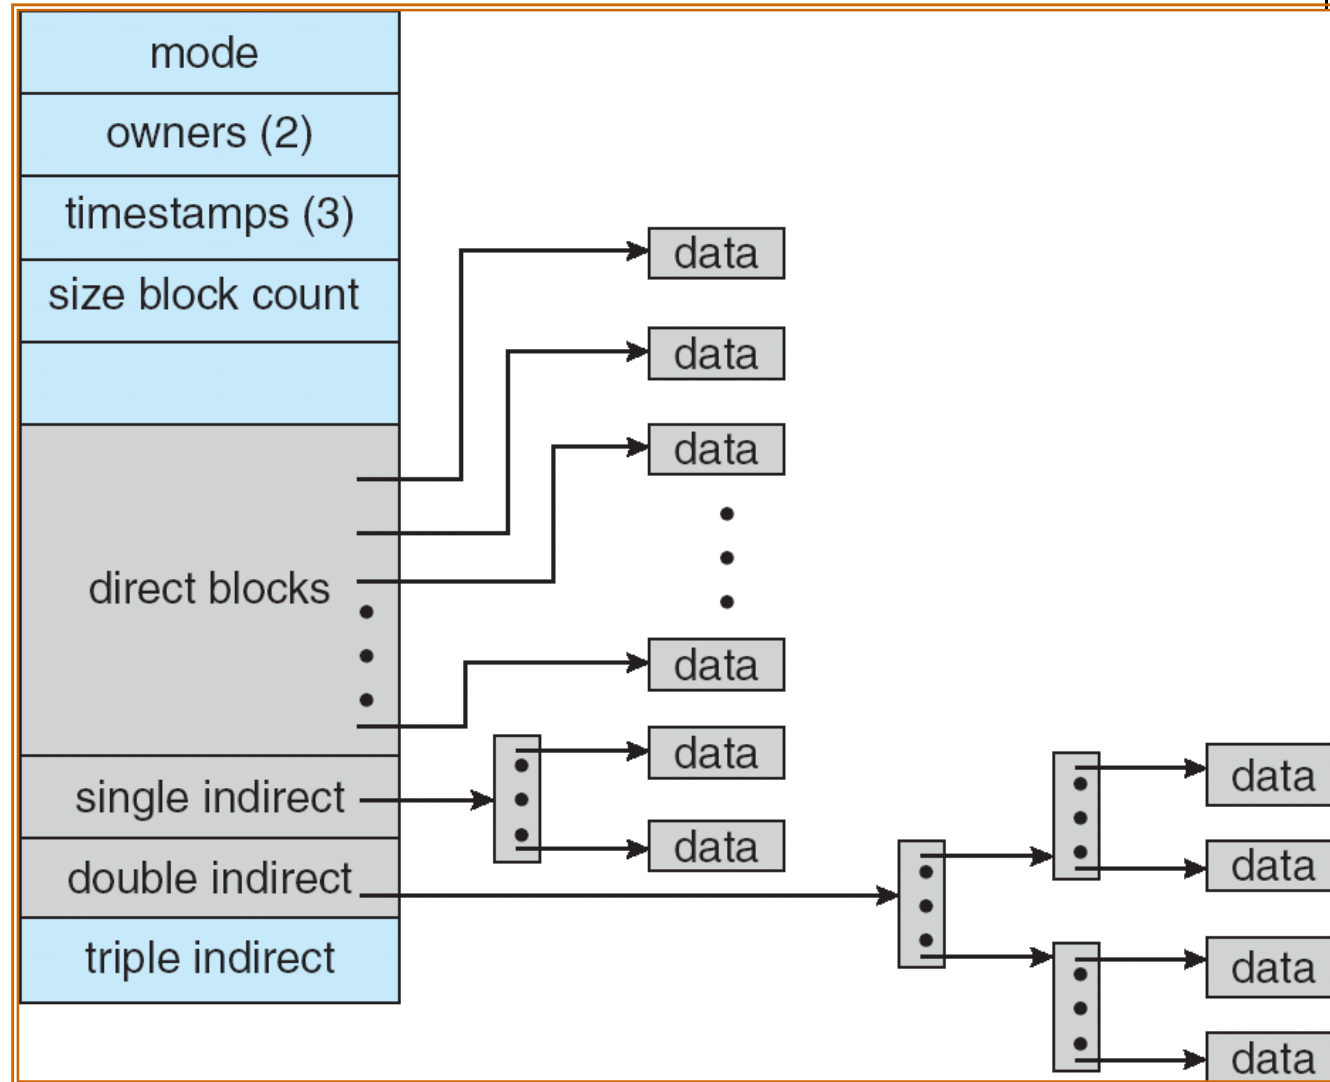 mode
owners (2)
timestamps (3)
size block count
direct blocks
single indirect
double indirect
triple indirect
data
data
data
data
data
data
data
data
data
data